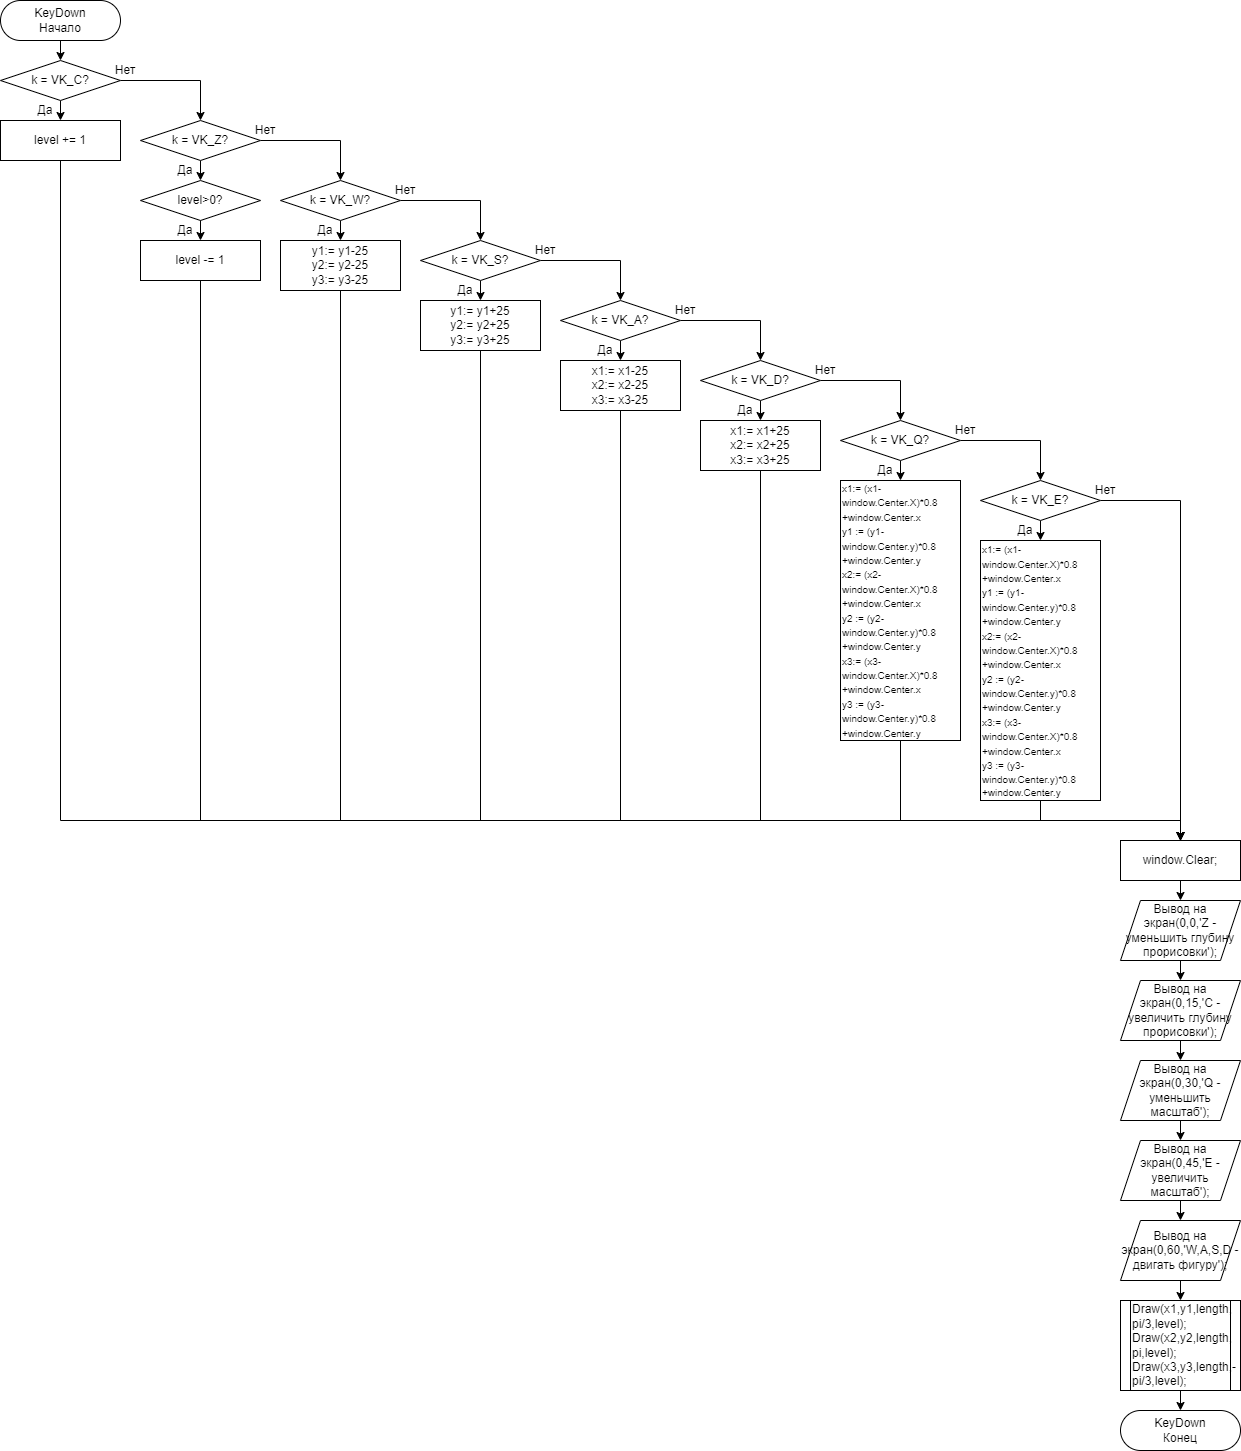 KeyDown
Начало
k = VK_C?
Нет
Да
level += 1
k = VK_Z?
Нет
Да
level>0?
Да
level -= 1
k = VK_W?
Нет
Да
y1:= y1-25
y2:= y2-25
y3:= y3-25
k = VK_S?
Нет
Да
y1:= y1+25
y2:= y2+25
y3:= y3+25
k = VK_A?
Нет
Да
x1:= x1-25
x2:= x2-25
x3:= x3-25
k = VK_D?
Нет
Да
x1:= x1+25
x2:= x2+25
x3:= x3+25
k = VK_Q?
Нет
Да
x1:= (x1-
window.Center.X)*0.8
+window.Center.x
y1 := (y1-
window.Center.y)*0.8
+window.Center.y
x2:= (x2-
window.Center.X)*0.8
+window.Center.x
y2 := (y2-
window.Center.y)*0.8
+window.Center.y
x3:= (x3-
window.Center.X)*0.8
+window.Center.x
y3 := (y3-
window.Center.y)*0.8
+window.Center.y
k = VK_E?
Нет
Да
x1:= (x1-
window.Center.X)*0.8
+window.Center.x
y1 := (y1-
window.Center.y)*0.8
+window.Center.y
x2:= (x2-
window.Center.X)*0.8
+window.Center.x
y2 := (y2-
window.Center.y)*0.8
+window.Center.y
x3:= (x3-
window.Center.X)*0.8
+window.Center.x
y3 := (y3-
window.Center.y)*0.8
+window.Center.y
window.Clear;
Вывод на
экран(0,0,'Z -
уменьшить глубину
прорисовки');
Вывод на
экран(0,15,'C -
увеличить глубину
прорисовки');
Вывод на
экран(0,30,'Q -
уменьшить
масштаб');
Вывод на
экран(0,45,'E -
увеличить
масштаб');
Вывод на
экран(0,60,'W,A,S,D -
двигать фигуру');
Draw(x1,y1,length
pi/3,level);
Draw(x2,y2,length
pi,level);
Draw(x3,y3,length -
pi/3,level);
KeyDown
Конец